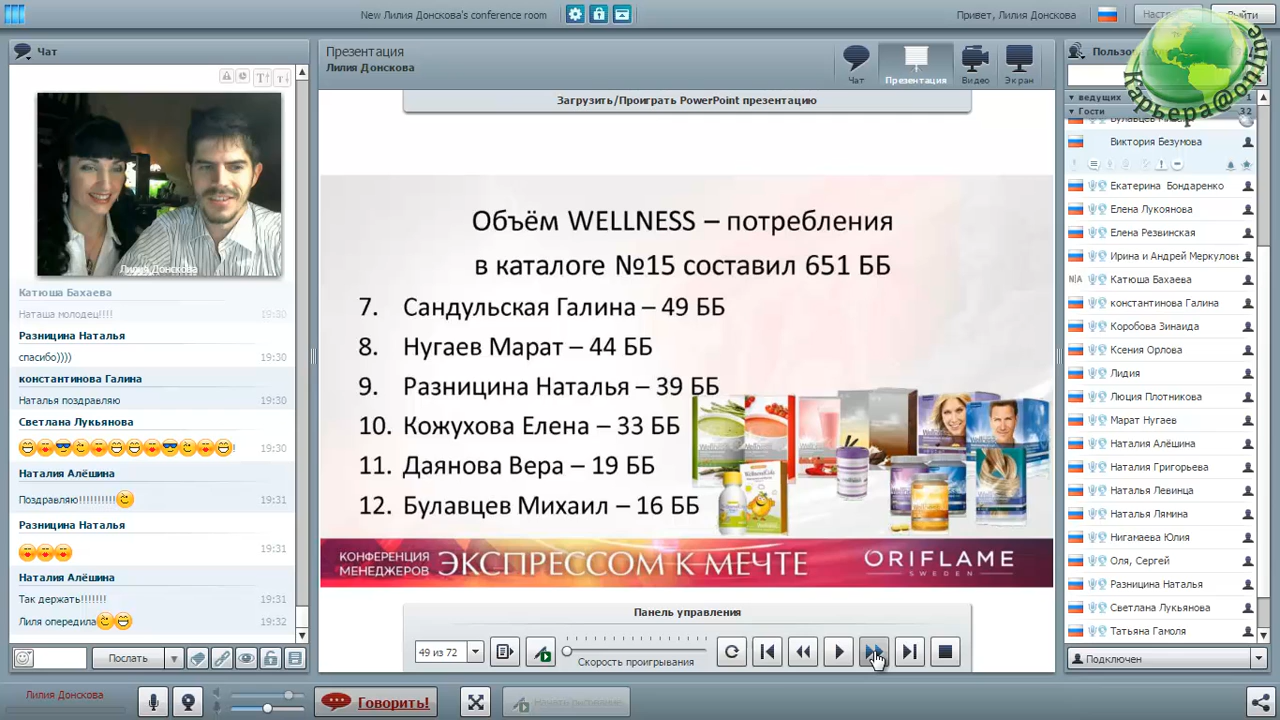 New Лилия Донскова's conference room
Привет, Лилия Донскова
Выйти
Чат
Лилия Донскова
Катюша Бахаева
Наташа молодец!!!!
19:30
Разницина Наталья
спасибо))))
19:30
константинова Галина
Наталья поздравляю
19:30
Светлана Лукьянова
19:30
Наталия Алёшина
Поздравляю!!!!!!!!!!
19:31
Разницина Наталья
19:31
Наталия Алёшина
Так держать!!!!!!!
19:31
Лиля опередила
19:32
Послать
Презентация
Лилия Донскова
Чат
Презентация
Видео
Экран
Загрузить/Проиграть PowerPoint презентацию
Объём WELLNESS – потребления
в каталоге №15 составил 651 ББ
7. Сандульская Галина – 49 ББ
8. Нугаев Марат – 44 ББ
9. Разницина Наталья – 39 ББ
10. Кожухова Елена – 33 ББ
11. Даянова Вера – 19 ББ
12. Булавцев Михаил – 16 ББ
КОНФЕРЕНЦИЯ
МЕНЕДЖЕРОВ
ЭКСПРЕССОМ К МЕЧТЕ
ORIFLAME
SWEDEN
Панель управления
49 из 72
Скорость проигрывания
Карьера@online
ведущих 1
Гости 32
Виктория Безумова
Екатерина Бондаренко
Елена Лукоянова
Елена Резвинская
Ирина и Андрей Меркуловы
N/A Катюша Бахаева
константинова Галина
Коробова Зинаида
Ксения Орлова
Лидия
Люция Плотникова
Марат Нугаев
Наталия Алёшина
Наталия Григорьева
Наталья Левинца
Наталья Лямина
Нигамаева Юлия
Оля, Сергей
Разницина Наталья
Светлана Лукьянова
Татьяна Гамоля
Подключен
Лилия Донскова
Говорить!